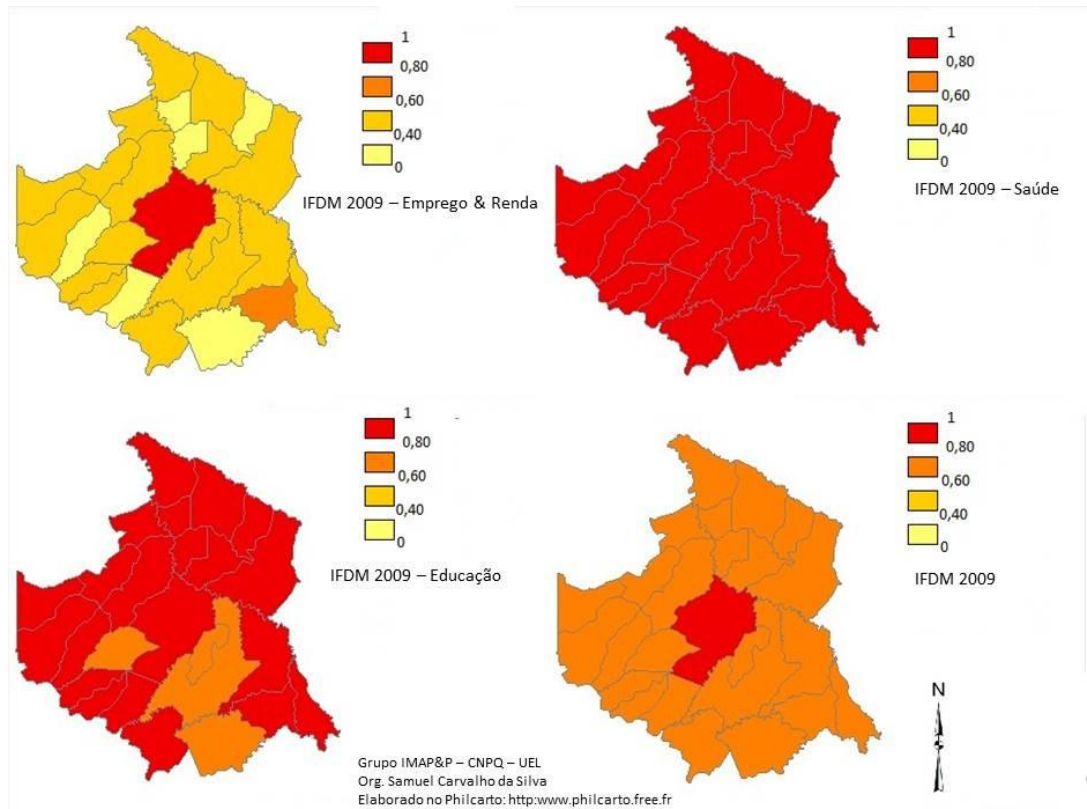 1
0,80
0,60
0,40
0
IFDM 2009 – Emprego & Renda
1
0,80
0,60
0,40
0
IFDM 2009 – Saúde
1
0,80
0,60
0,40
0
IFDM 2009 – Educação
1
0,80
0,60
0,40
0
IFDM 2009
N
Grupo IMAP&P – CNPQ – UEL
Org. Samuel Carvalho da Silva
Elaborado no Philcarto: http:www.philcarto.free.fr